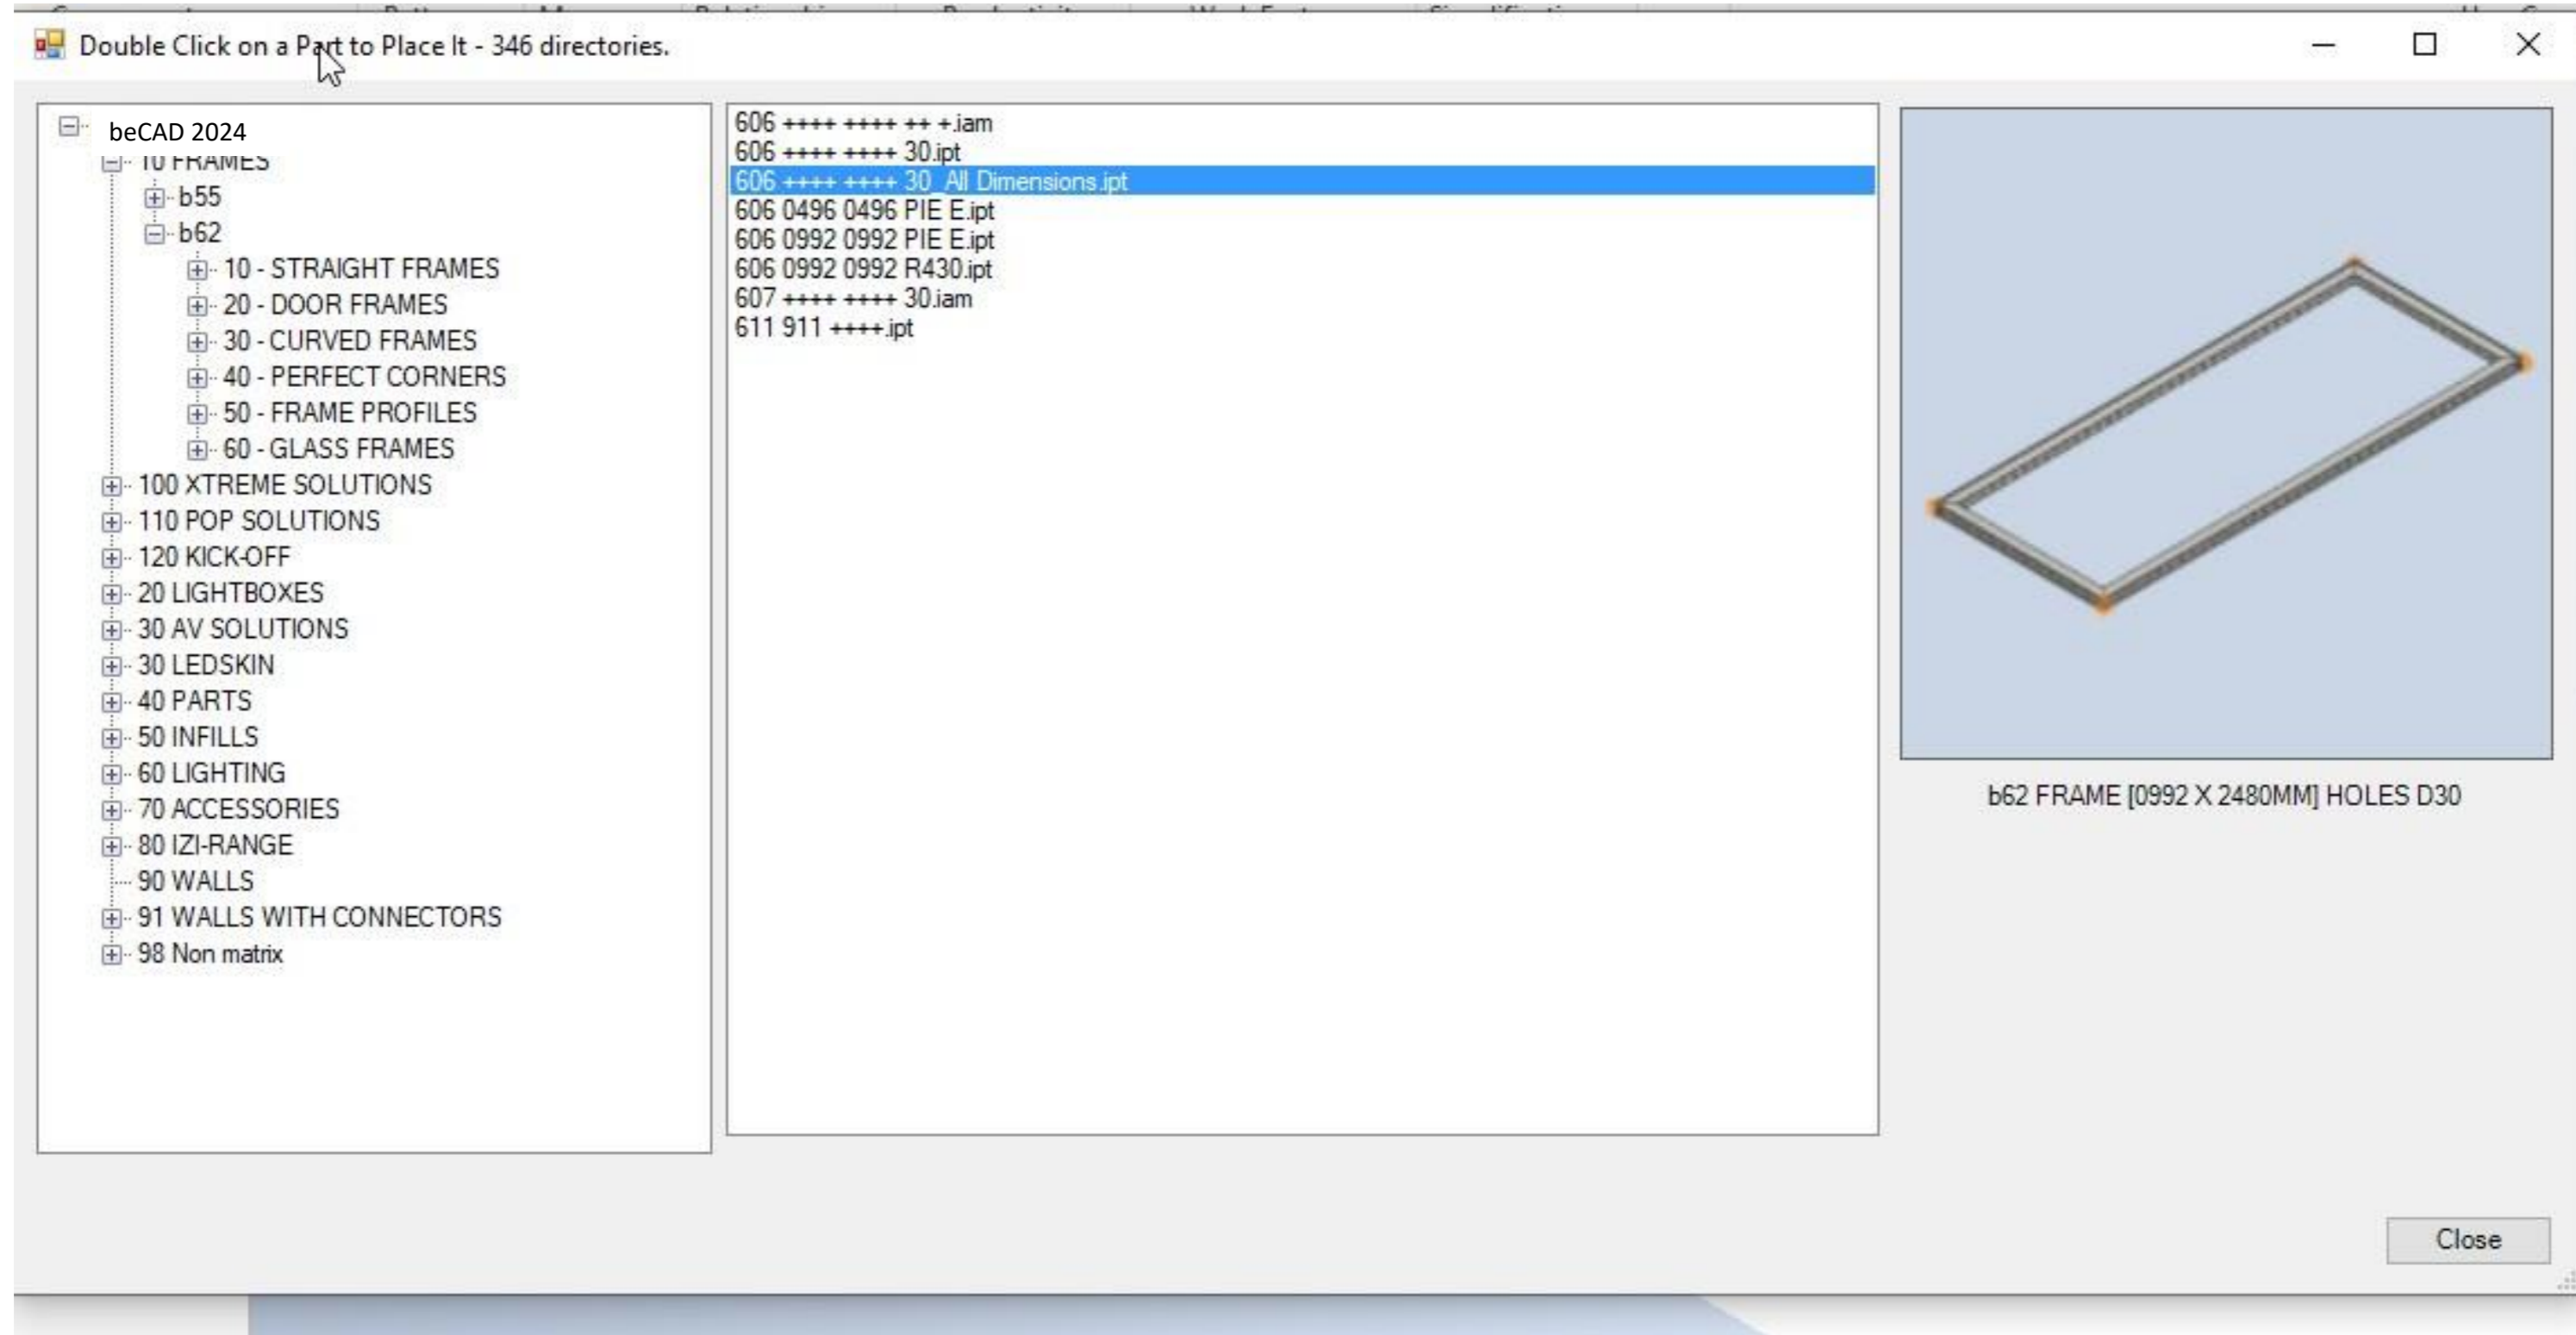 Double Click on a Part to Place It - 346 directories.
beCAD 2024
10 FRAMES
b55
b62
10 - STRAIGHT FRAMES
20 - DOOR FRAMES
30 - CURVED FRAMES
40 - PERFECT CORNERS
50 - FRAME PROFILES
60 - GLASS FRAMES
100 XTREME SOLUTIONS
110 POP SOLUTIONS
120 KICK-OFF
20 LIGHTBOXES
30 AV SOLUTIONS
30 LEDSKIN
40 PARTS
50 INFILLS
60 LIGHTING
70 ACCESSORIES
80 IZI-RANGE
90 WALLS
91 WALLS WITH CONNECTORS
98 Non matrix
606 ++++ ++++ ++ +.iam
606 ++++ ++++ 30.ipt
606 ++++ ++++ 30_All Dimensions.ipt
606 0496 0496 PIE E.ipt
606 0992 0992 PIE E.ipt
606 0992 0992 R430.ipt
607 ++++ ++++ 30.iam
611 911 ++++.ipt
b62 FRAME [0992 X 2480MM] HOLES D30
Close